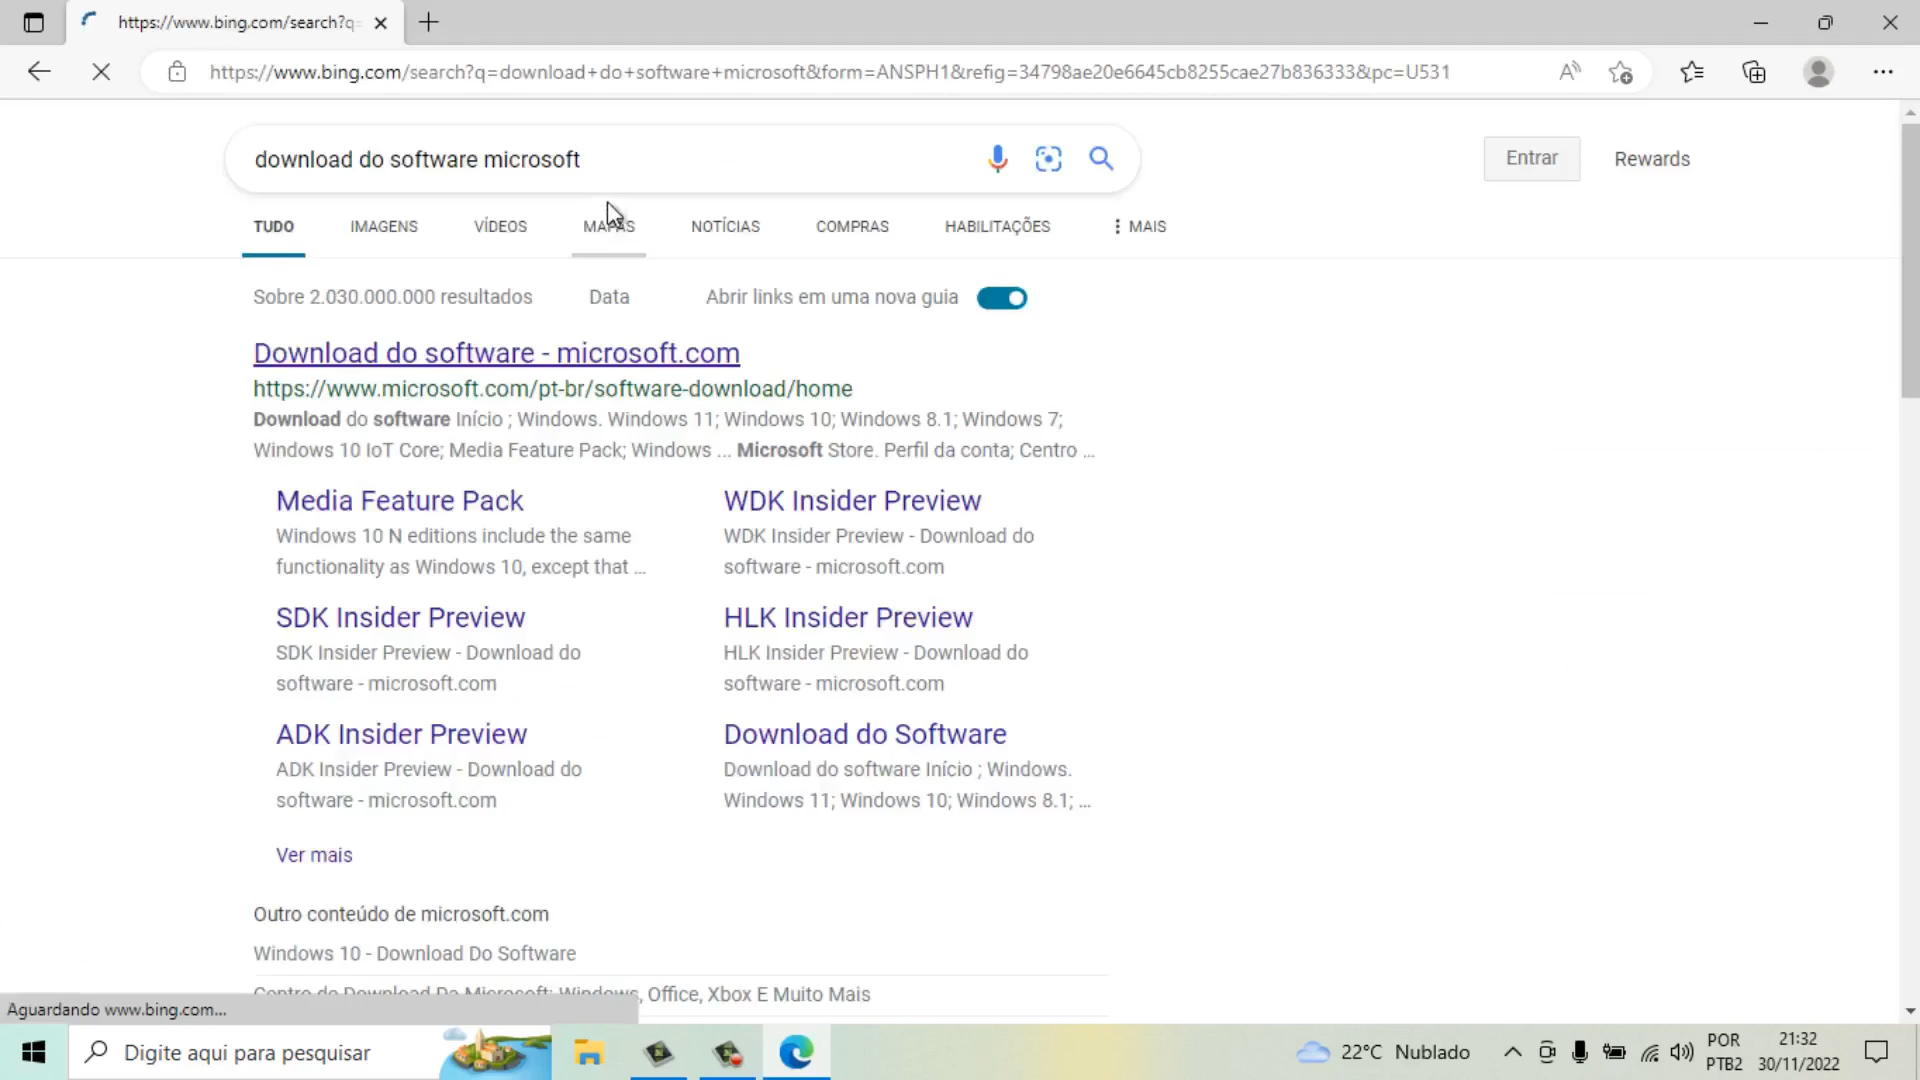 https://www.bing.com/search?q=
https://www.bing.com/search?q=download+do+software+microsoft&form=ANSPH1&refig=34798ae20e6645cb8255cae27b836333&pc=U531
download do software microsoft
Entrar
Rewards
TUDO
IMAGENS
VÍDEOS
MAPAS
NOTÍCIAS
COMPRAS
HABILITAÇÕES
MAIS
Sobre 2.030.000.000 resultados
Data
Abrir links em uma nova guia
Download do software - microsoft.com
https://www.microsoft.com/pt-br/software-download/home
Download do software Início ; Windows. Windows 11; Windows 10; Windows 8.1; Windows 7;
Windows 10 IoT Core; Media Feature Pack; Windows ... Microsoft Store. Perfil da conta; Centro ...
Media Feature Pack
Windows 10 N editions include the same
functionality as Windows 10, except that ...
WDK Insider Preview
WDK Insider Preview - Download do
software - microsoft.com
SDK Insider Preview
SDK Insider Preview - Download do
software - microsoft.com
HLK Insider Preview
HLK Insider Preview - Download do
software - microsoft.com
ADK Insider Preview
ADK Insider Preview - Download do
software - microsoft.com
Download do Software
Download do software Início ; Windows.
Windows 11; Windows 10; Windows 8.1; ...
Ver mais
Outro conteúdo de microsoft.com
Windows 10 - Download Do Software
Centro de Download Da Microsoft: Windows, Office, Xbox E Muito Mais
Aguardando www.bing.com...
Digite aqui para pesquisar
22°C Nublado
POR
PTB2
21:32
30/11/2022